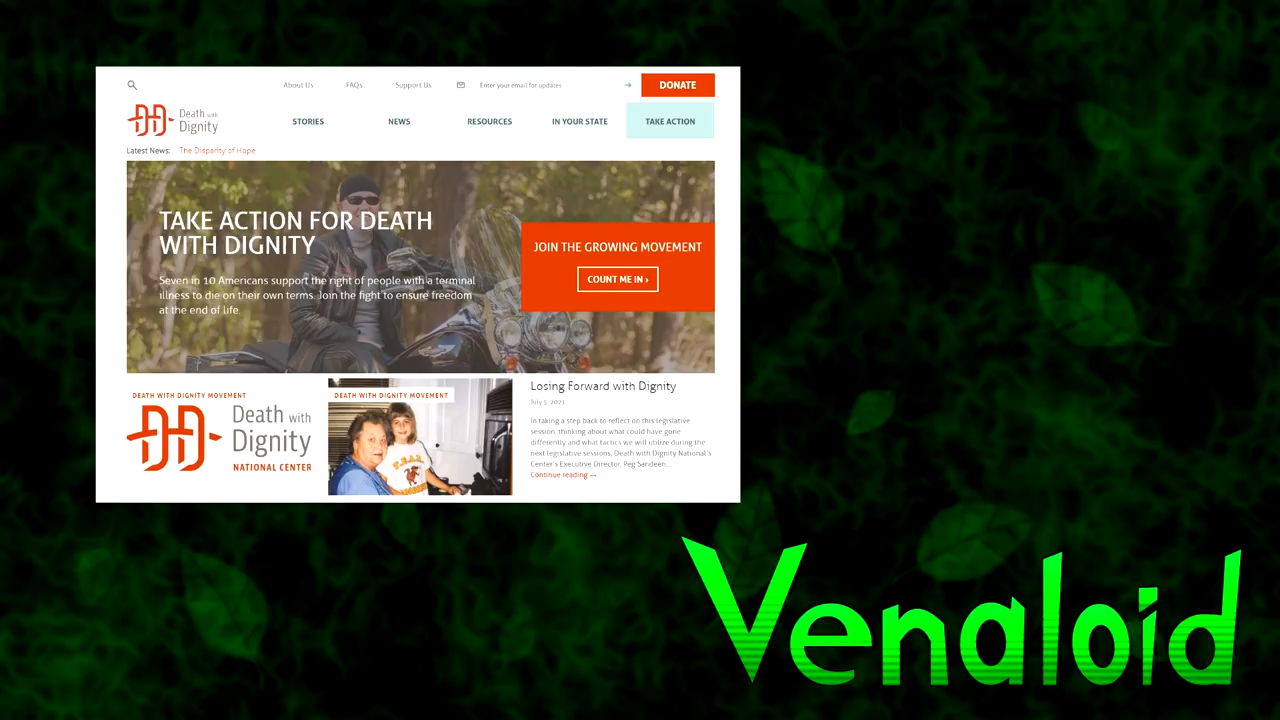 About Us FAQs Support Us Enter your email for updates DONATE
Death with
Dignity
STORIES NEWS RESOURCES IN YOUR STATE TAKE ACTION
Latest News: The Disparity of Hope
TAKE ACTION FOR DEATH
WITH DIGNITY
Seven in 10 Americans support the right of people with a terminal
illness to die on their own terms. Join the fight to ensure freedom
at the end of life.
JOIN THE GROWING MOVEMENT
COUNT ME IN ›
DEATH WITH DIGNITY MOVEMENT
Death with
Dignity
NATIONAL CENTER
DEATH WITH DIGNITY MOVEMENT
Losing Forward with Dignity
July 5, 2021
In taking a step back to reflect on this legislative
session, thinking about what could have gone
differently and what tactics we will utilize during the
next legislative sessions, Death with Dignity National's
Center's Executive Director, Peg Sandeen,...
Continue reading →
Venaloid